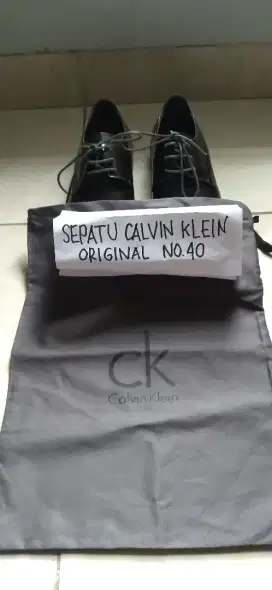 SEPATU CALVIN KLEIN
ORIGINAL NO.40
ck
Calvin Klein